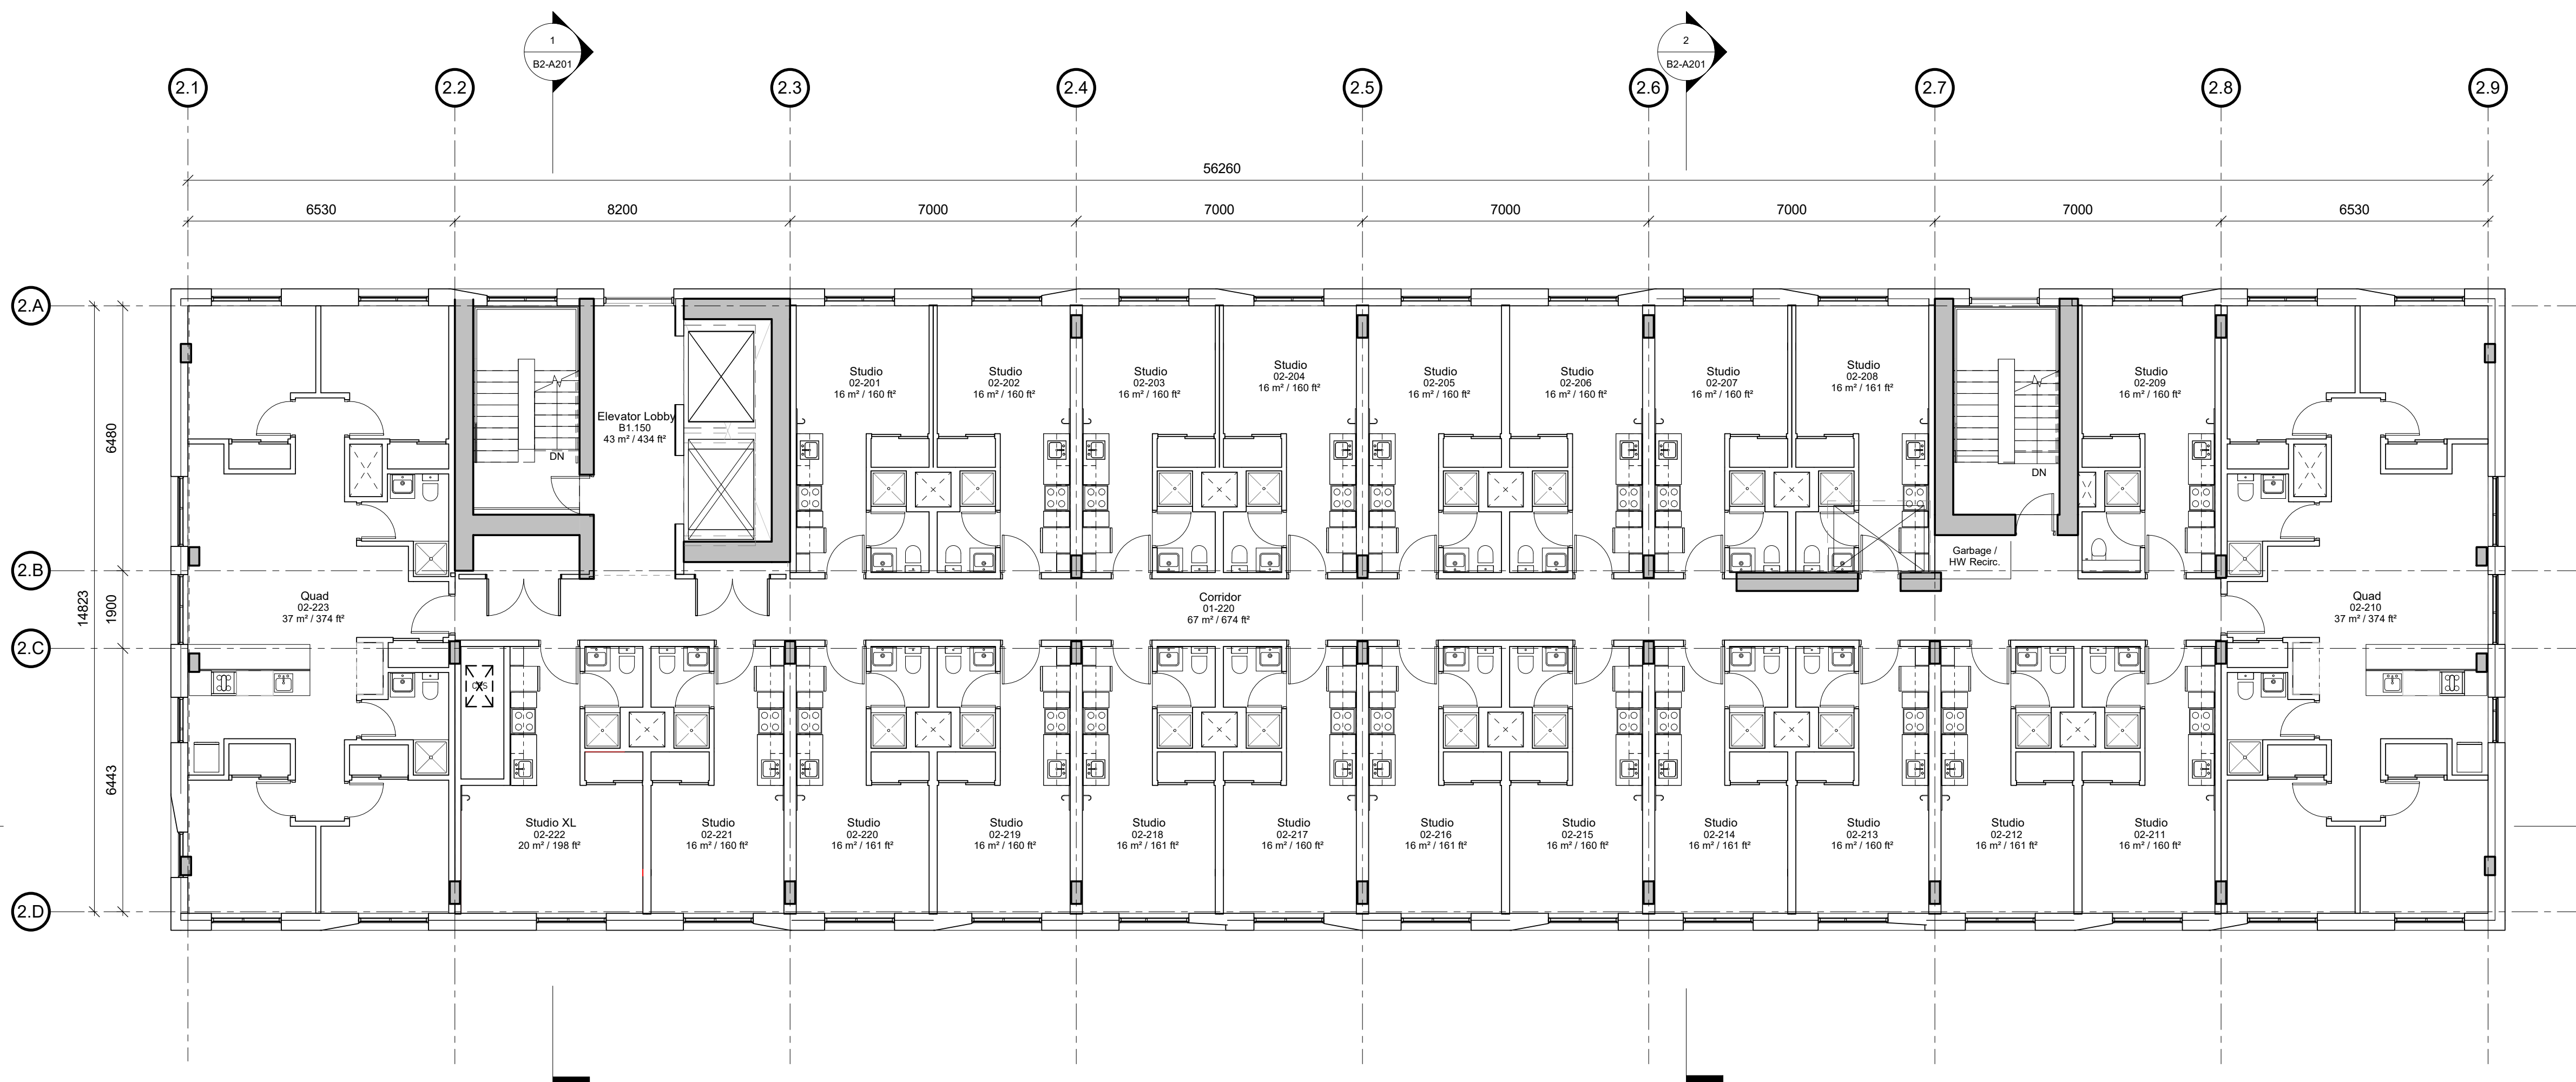 1
B2-A201
2
B2-A201
2.1
2.2
2.3
2.4
2.5
2.6
2.7
2.8
2.9
56260
6530
8200
7000
7000
7000
7000
7000
6530
2.A
2.B
2.C
2.D
14823
6480
1900
6443
Elevator Lobby
B1.150
43 m² / 434 ft²
DN
Studio
02-201
16 m² / 160 ft²
Studio
02-202
16 m² / 160 ft²
Studio
02-203
16 m² / 160 ft²
Studio
02-204
16 m² / 160 ft²
Studio
02-205
16 m² / 160 ft²
Studio
02-206
16 m² / 160 ft²
Studio
02-207
16 m² / 160 ft²
Studio
02-208
16 m² / 161 ft²
DN
Studio
02-209
16 m² / 160 ft²
Garbage /
HW Recirc.
Quad
02-223
37 m² / 374 ft²
Corridor
01-220
67 m² / 674 ft²
Quad
02-210
37 m² / 374 ft²
Studio XL
02-222
20 m² / 198 ft²
Studio
02-221
16 m² / 160 ft²
Studio
02-220
16 m² / 161 ft²
Studio
02-219
16 m² / 160 ft²
Studio
02-218
16 m² / 161 ft²
Studio
02-217
16 m² / 160 ft²
Studio
02-216
16 m² / 161 ft²
Studio
02-215
16 m² / 160 ft²
Studio
02-214
16 m² / 161 ft²
Studio
02-213
16 m² / 160 ft²
Studio
02-212
16 m² / 161 ft²
Studio
02-211
16 m² / 160 ft²